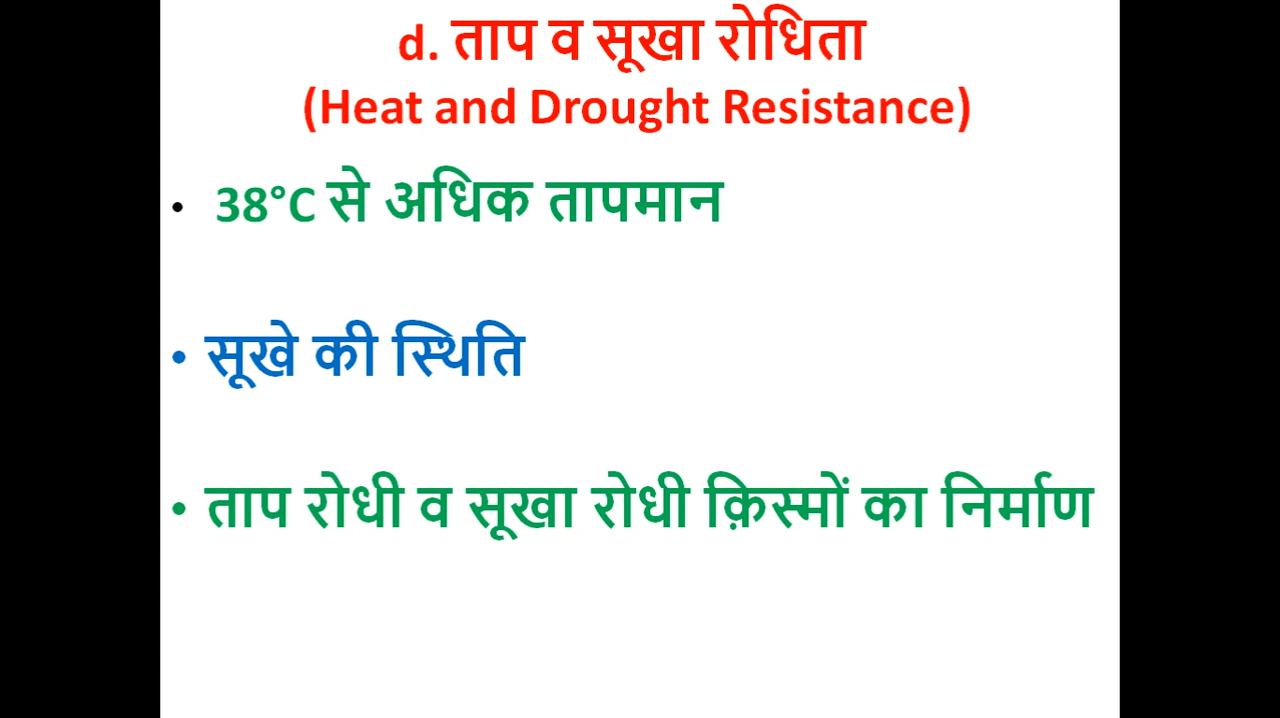 d. ताप व सूखा रोधिता
(Heat and Drought Resistance)
• 38°C से अधिक तापमान
• सूखे की स्थिति
• ताप रोधी व सूखा रोधी क़िस्मों का निर्माण